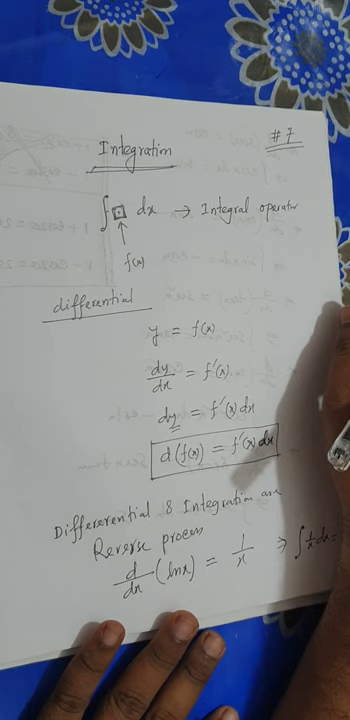 # 7
Integration
∫ □ dx → Integral operator
f(x)
differential
y = f(x)
dy/dx = f'(x)
dy = f'(x) dx
d(f(x)) = f'(x) dx
Differerential & Integration are
Reverse process
d/dx (lnx) = 1/x ⇒ ∫ 1/x dx =